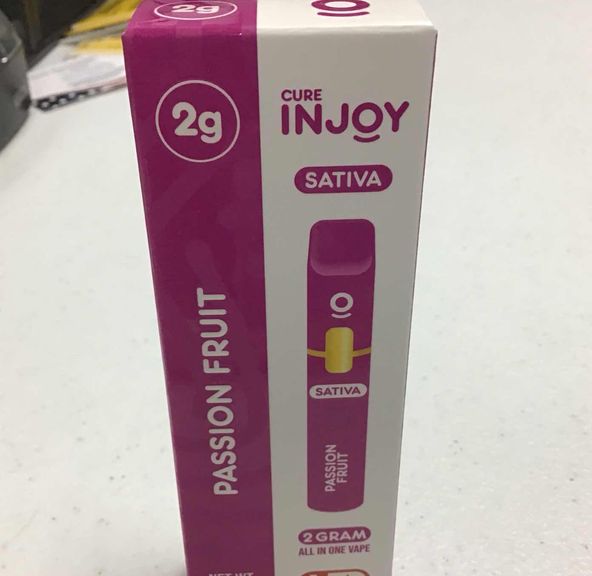 2g
2g
PASSION FRUIT
NET WT
CURE
INJOY
SATIVA
SATIVA
PASSION
FRUIT
2 GRAM
ALL IN ONE VAPE